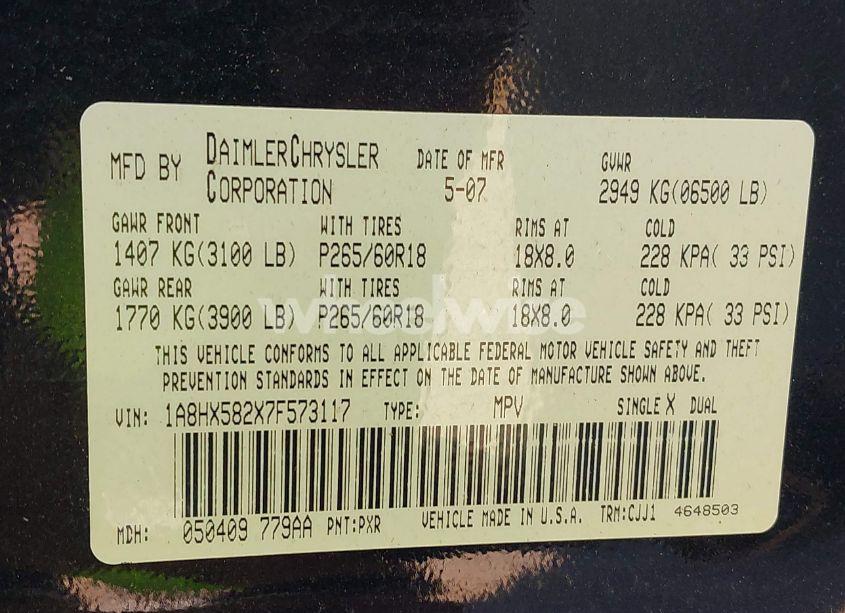 MFD BY DAIMLERCHRYSLER CORPORATION DATE OF MFR 5-07 GVWR 2949 KG(06500 LB)
GAWR FRONT WITH TIRES RIMS AT COLD
1407 KG(3100 LB) P265/60R18 18X8.0 228 KPA( 33 PSI)
GAWR REAR WITH TIRES RIMS AT COLD
1770 KG(3900 LB) P265/60R18 18X8.0 228 KPA( 33 PSI)
THIS VEHICLE CONFORMS TO ALL APPLICABLE FEDERAL MOTOR VEHICLE SAFETY AND THEFT
PREVENTION STANDARDS IN EFFECT ON THE DATE OF MANUFACTURE SHOWN ABOVE.
VIN: 1A8HX582X7F573117 TYPE: MPV SINGLE X DUAL
MDH: 050409 779AA PNT:PXR VEHICLE MADE IN U.S.A. TRM:CJJ1 4648503